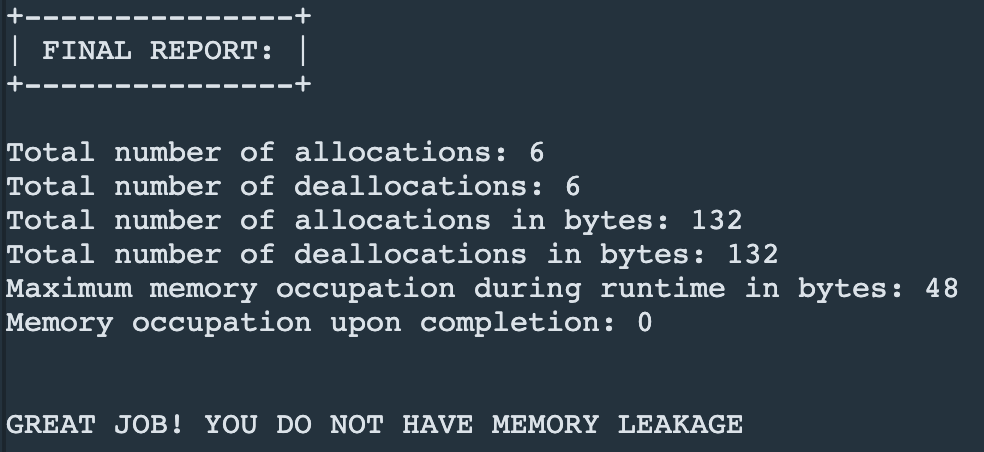 +---------------+
| FINAL REPORT: |
+---------------+
Total number of allocations: 6
Total number of deallocations: 6
Total number of allocations in bytes: 132
Total number of deallocations in bytes: 132
Maximum memory occupation during runtime in bytes: 48
Memory occupation upon completion: 0
GREAT JOB! YOU DO NOT HAVE MEMORY LEAKAGE